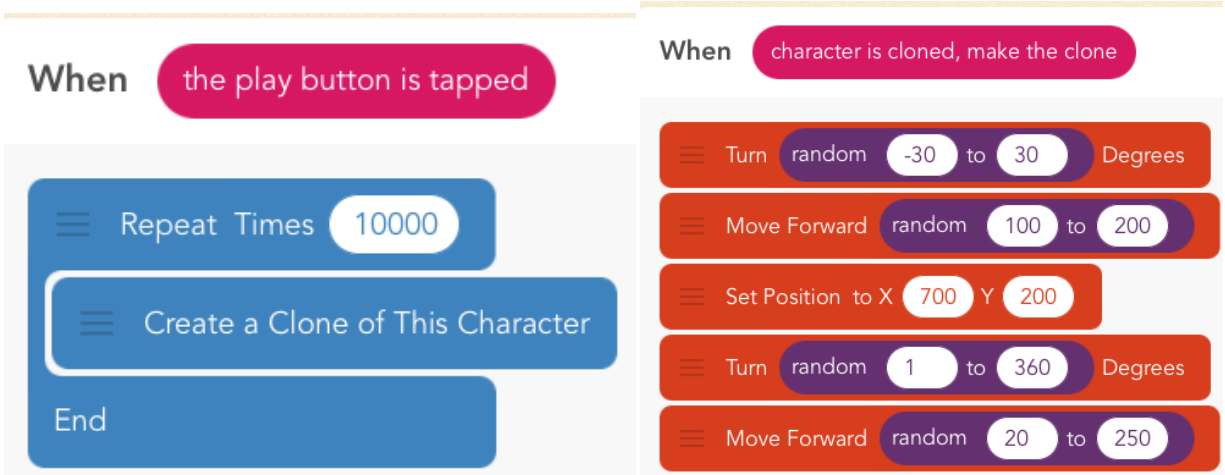 When the play button is tapped
Repeat Times 10000
Create a Clone of This Character
End
When character is cloned, make the clone
Turn random -30 to 30 Degrees
Move Forward random 100 to 200
Set Position to X 700 Y 200
Turn random 1 to 360 Degrees
Move Forward random 20 to 250